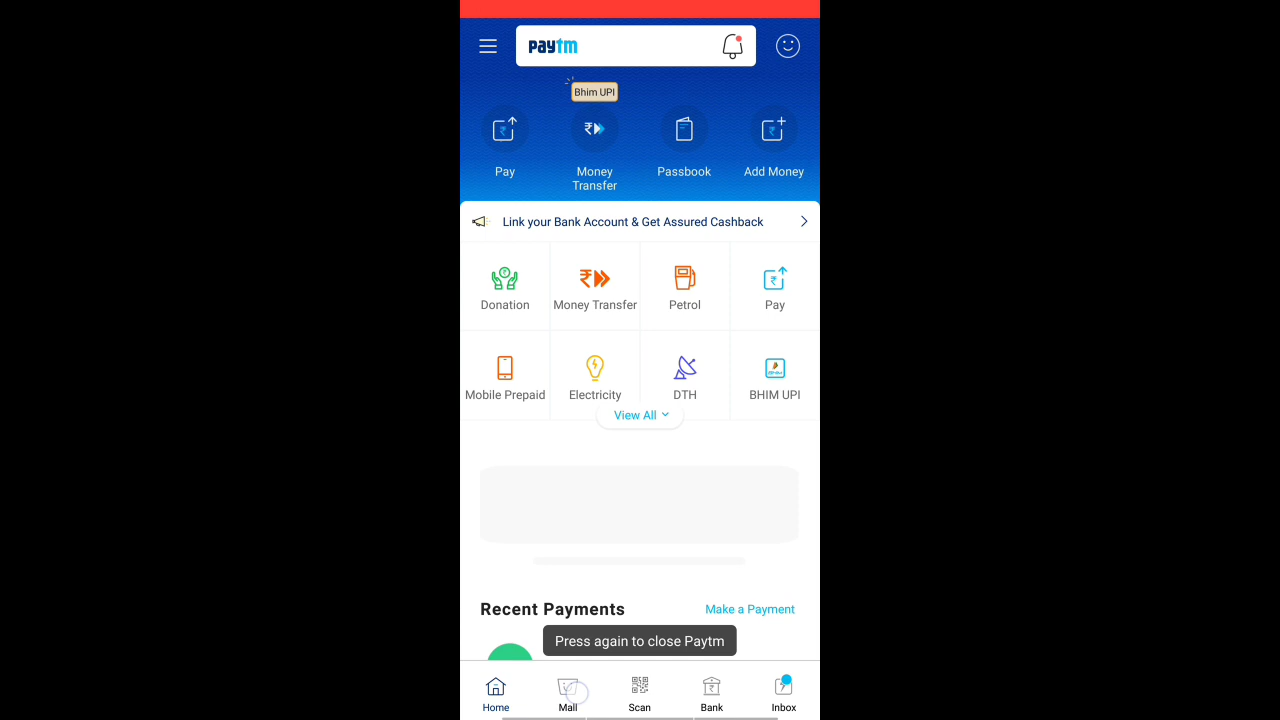 paytm
Bhim UPI
Pay
Money
Transfer
Passbook
Add Money
Link your Bank Account & Get Assured Cashback
Donation
Money Transfer
Petrol
Pay
Mobile Prepaid
Electricity
DTH
BHIM UPI
View All
Recent Payments
Make a Payment
Press again to close Paytm
Home
Mall
Scan
Bank
Inbox